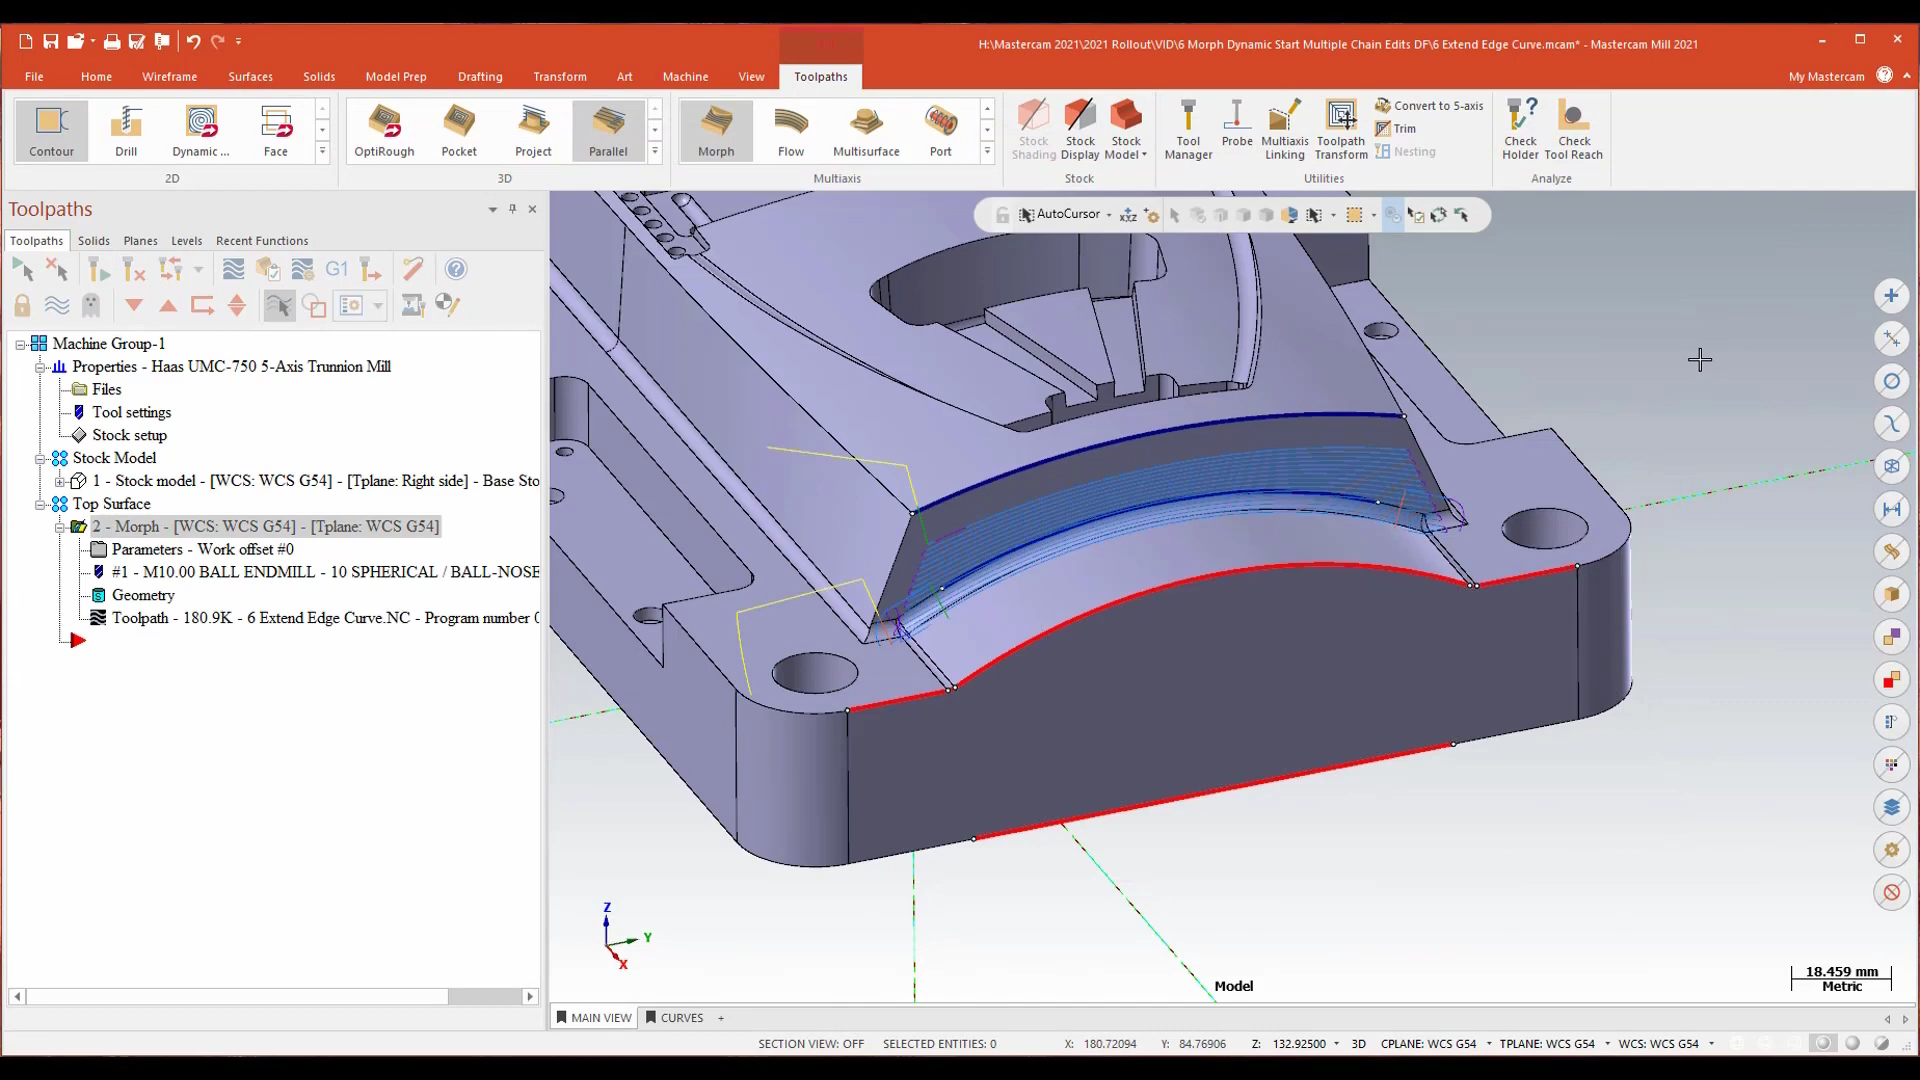 H:\Mastercam 2021\2021 Rollout\VID\6 Morph Dynamic Start Multiple Chain Edits DF\6 Extend Edge Curve.mcam* - Mastercam Mill 2021
File Home Wireframe Surfaces Solids Model Prep Drafting Transform Art Machine View Toolpaths My Mastercam
Contour Drill Dynamic ... Face
2D
OptiRough Pocket Project Parallel
3D
Morph Flow Multisurface Port
Multiaxis
Stock Shading
Stock Display
Stock Model
Stock
Tool Manager
Probe
Multiaxis Linking
Toolpath Transform
Convert to 5-axis
Trim
Nesting
Utilities
Check Holder
Check Tool Reach
Analyze
Toolpaths
Toolpaths Solids Planes Levels Recent Functions
G1
AutoCursor
Machine Group-1
Properties - Haas UMC-750 5-Axis Trunnion Mill
Files
Tool settings
Stock setup
Stock Model
1 - Stock model - [WCS: WCS G54] - [Tplane: Right side] - Base Sto
Top Surface
2 - Morph - [WCS: WCS G54] - [Tplane: WCS G54]
Parameters - Work offset #0
#1 - M10.00 BALL ENDMILL - 10 SPHERICAL / BALL-NOSE
Geometry
Toolpath - 180.9K - 6 Extend Edge Curve.NC - Program number 0
Z
Y
X
Model
18.459 mm
Metric
MAIN VIEW CURVES +
SECTION VIEW: OFF SELECTED ENTITIES: 0 X: 180.72094 Y: 84.76906 Z: 132.92500 3D CPLANE: WCS G54 TPLANE: WCS G54 WCS: WCS G54